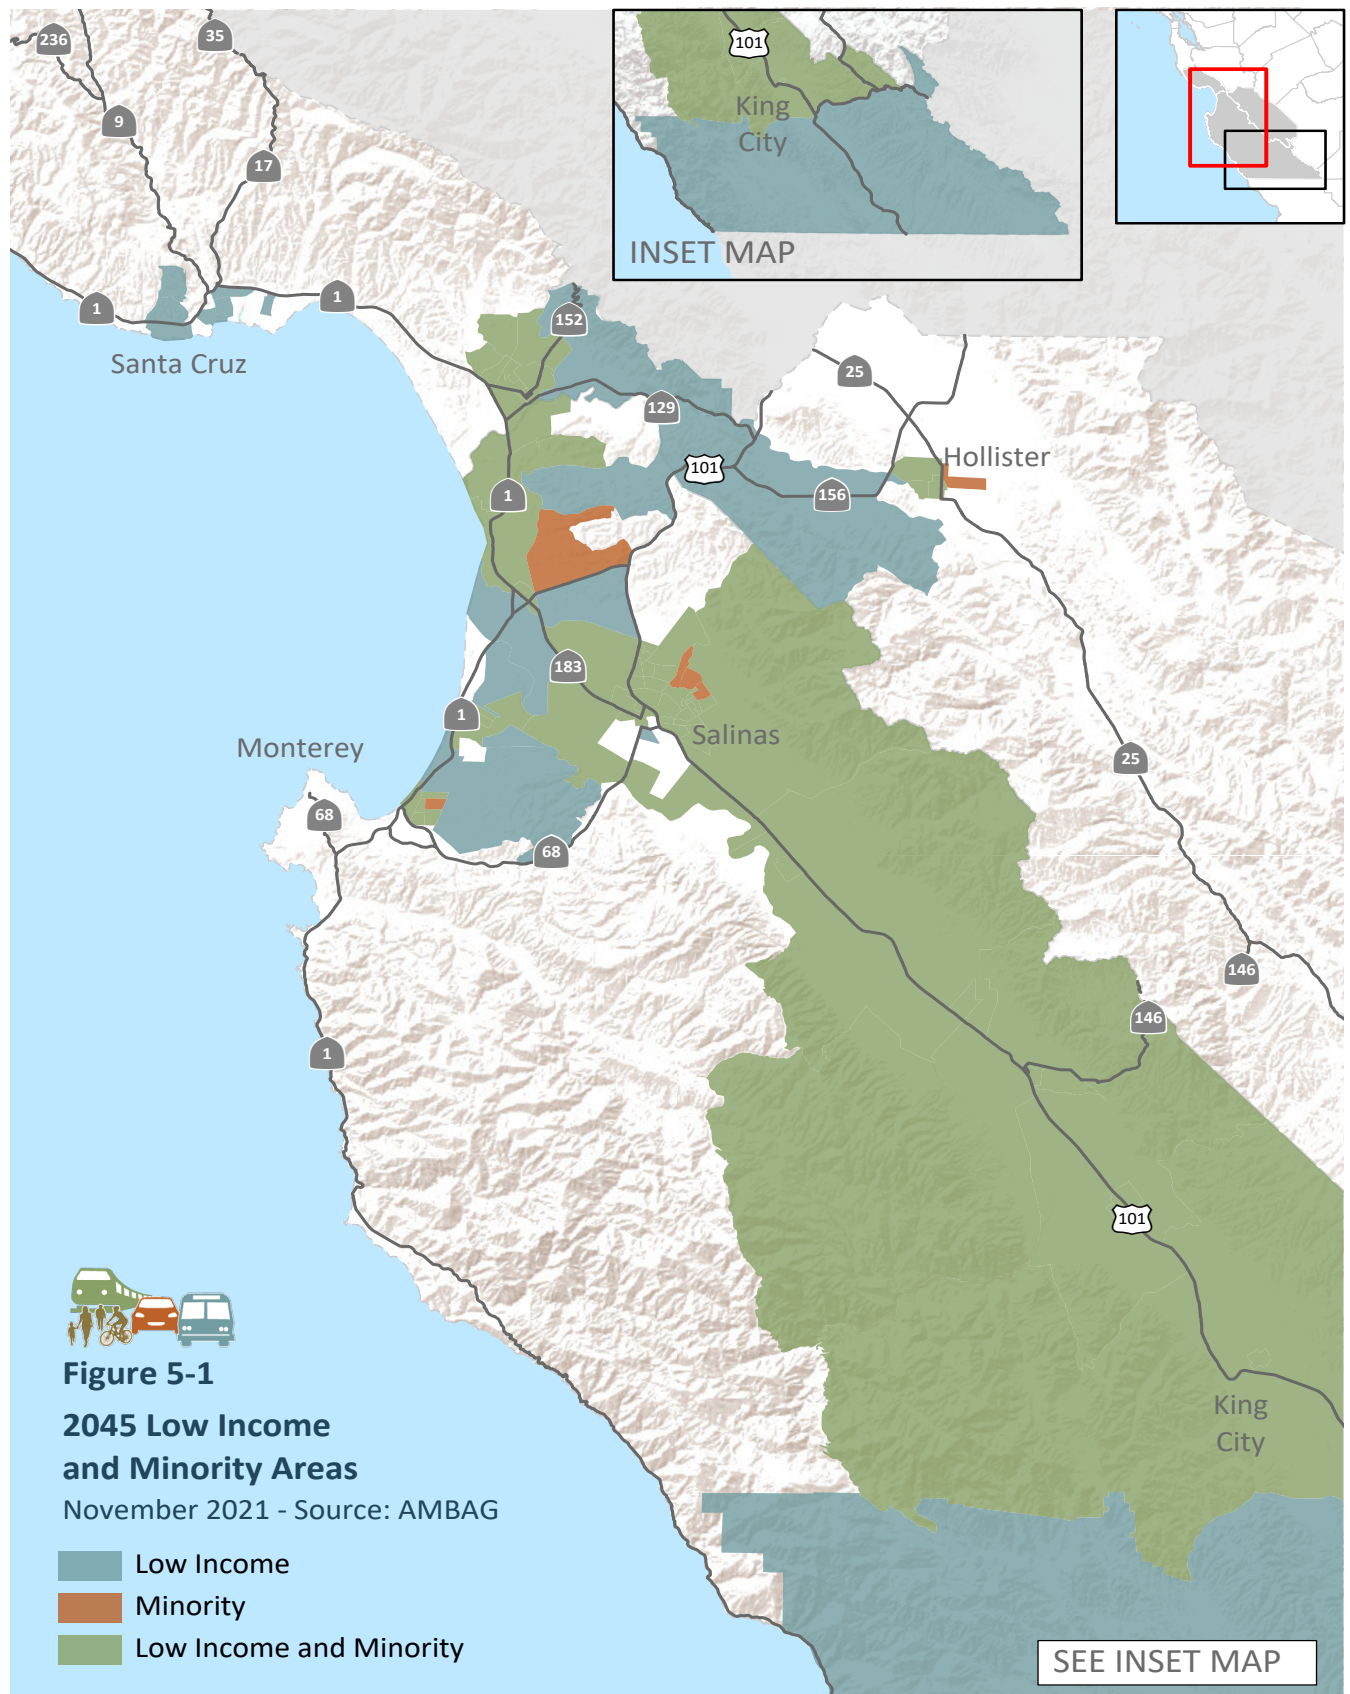 236
35
9
17
1
1
Santa Cruz
101
King
City
INSET MAP
152
25
129
Hollister
101
156
1
183
1
Salinas
Monterey
25
68
68
146
146
1
101
King
City
Figure 5-1
2045 Low Income
and Minority Areas
November 2021 - Source: AMBAG
Low Income
Minority
Low Income and Minority
SEE INSET MAP